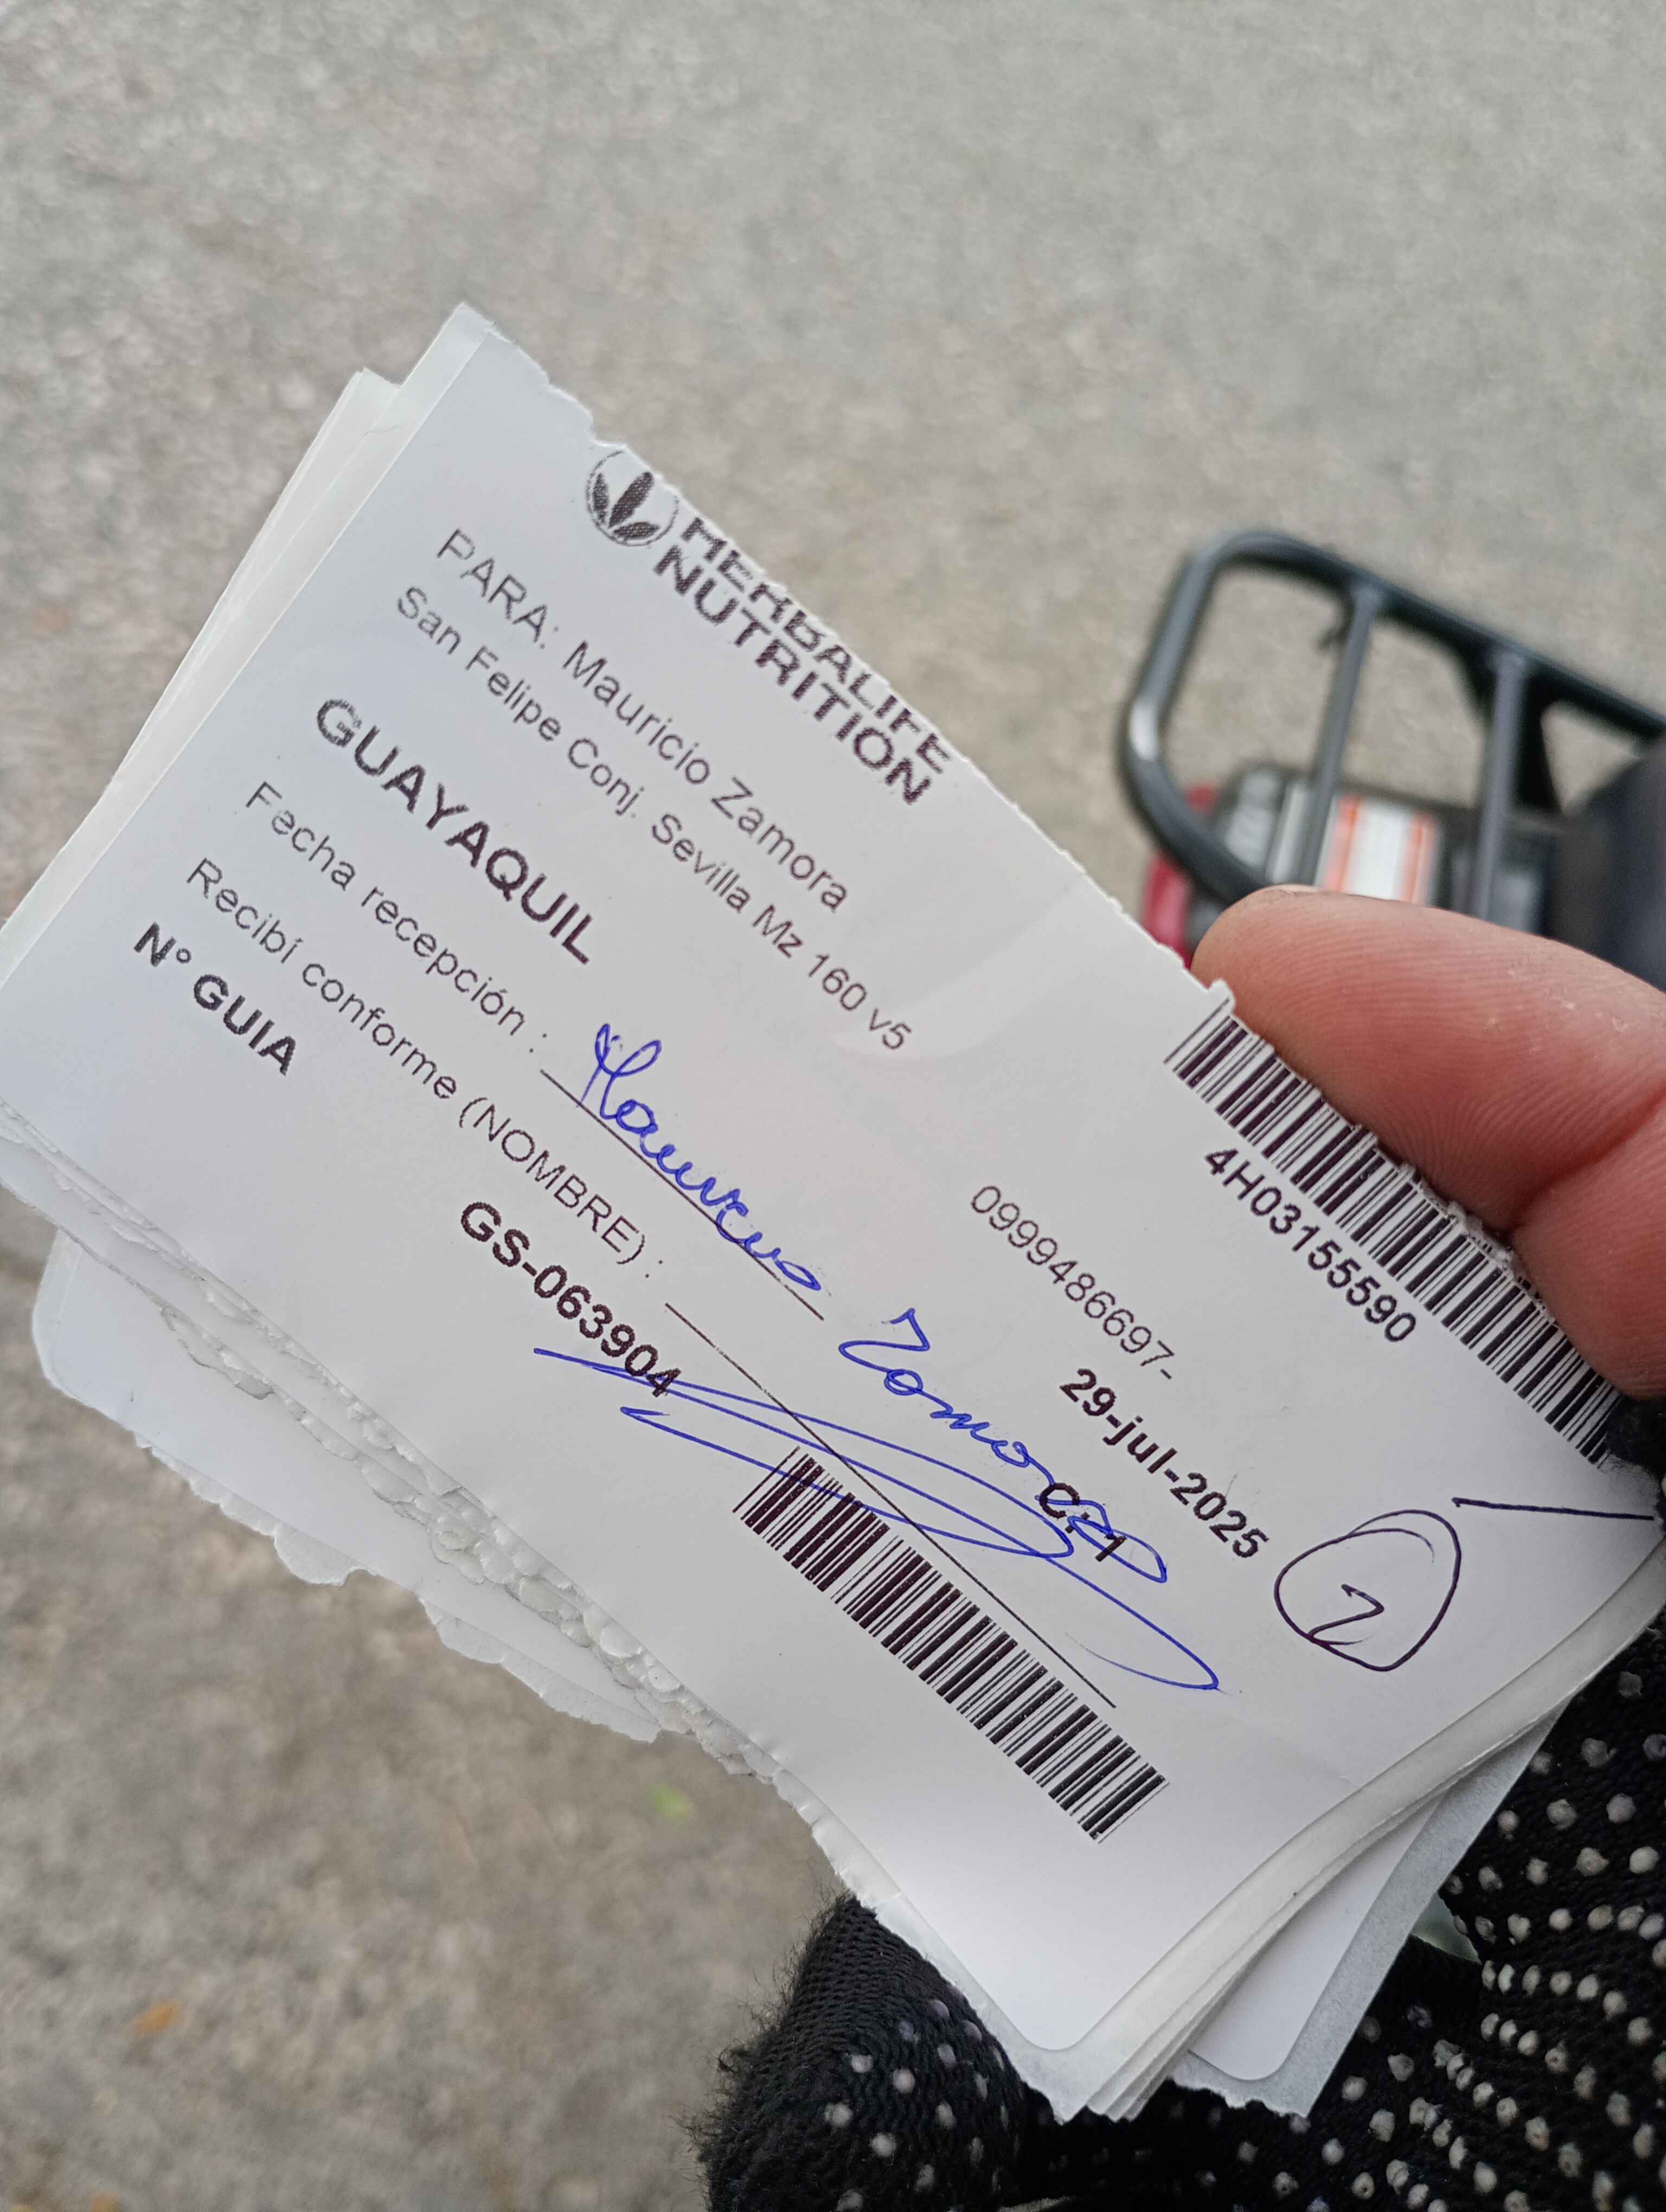 HERBALIFE
NUTRITION
4H03155590
PARA: Mauricio Zamora
San Felipe Conj. Sevilla Mz 160 v5
0999486697-
GUAYAQUIL
29-jul-2025
Fecha recepción : Mauricio Zamora
Recibí conforme (NOMBRE) :
N° GUIA
GS-063904